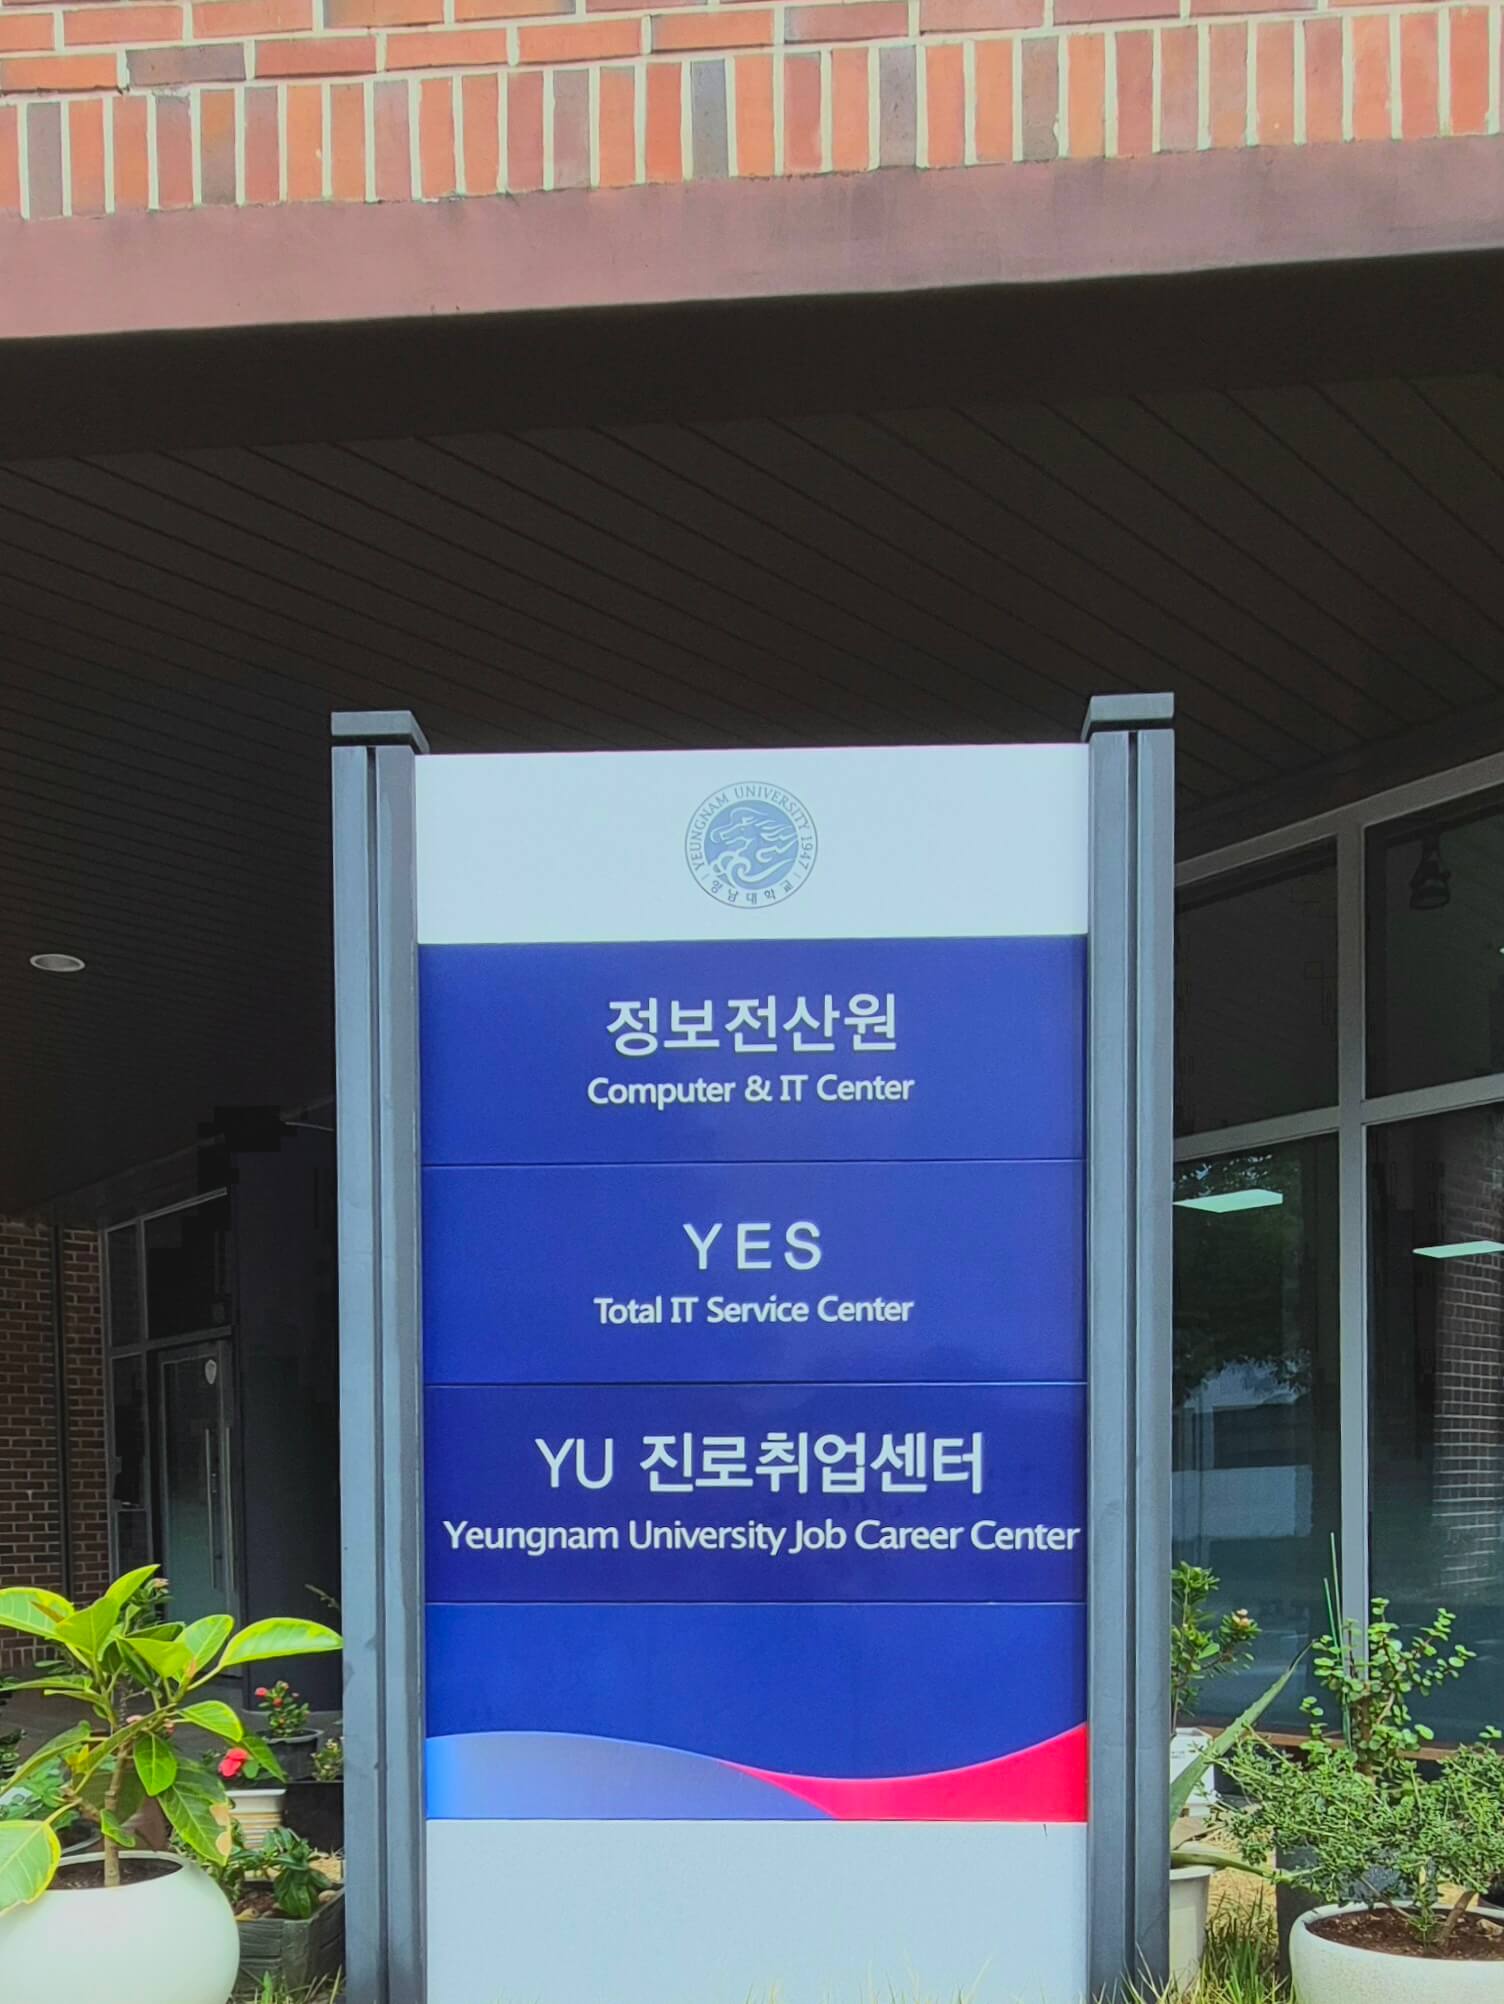 YEUNGNAM UNIVERSITY 1947
영남대학교
정보전산원
Computer & IT Center
YES
Total IT Service Center
YU 진로취업센터
Yeungnam University Job Career Center